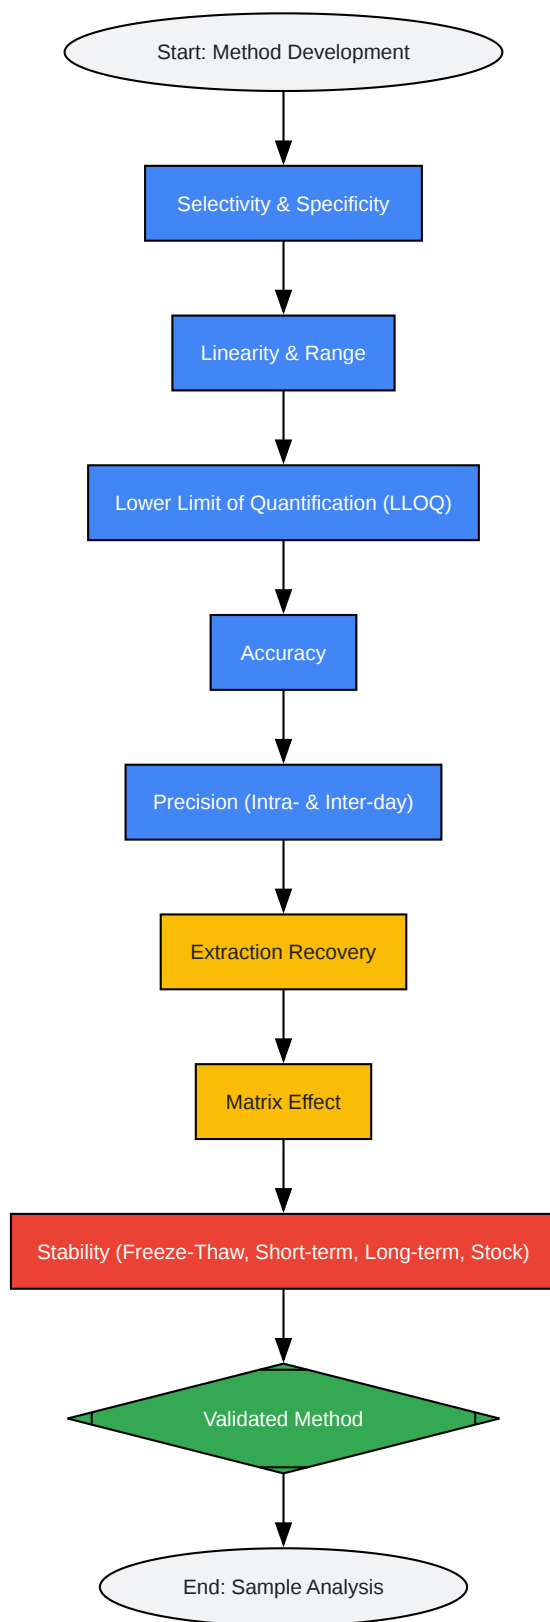 Start: Method Development
Selectivity & Specificity
Linearity & Range
Lower Limit of Quantification (LLOQ)
Accuracy
Precision (Intra- & Inter-day)
Extraction Recovery
Matrix Effect
Stability (Freeze-Thaw, Short-term, Long-term, Stock)
Validated Method
End: Sample Analysis